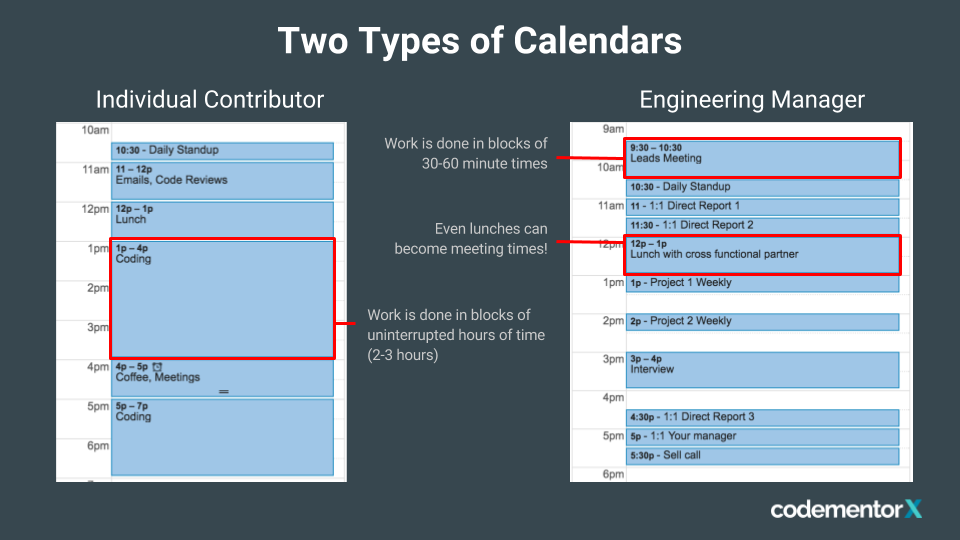 Two Types of Calendars
Individual Contributor
10am
10:30 - Daily Standup
11am
11 – 12p
Emails, Code Reviews
12pm
12p – 1p
Lunch
1pm
1p – 4p
Coding
2pm
3pm
4pm
4p – 5p
Coffee, Meetings
5pm
5p – 7p
Coding
6pm
Work is done in blocks of
30-60 minute times
Even lunches can
become meeting times!
Work is done in blocks of
uninterrupted hours of time
(2-3 hours)
Engineering Manager
9am
9:30 – 10:30
Leads Meeting
10am
10:30 - Daily Standup
11am
11 - 1:1 Direct Report 1
11:30 - 1:1 Direct Report 2
12pm
12p – 1p
Lunch with cross functional partner
1pm
1p - Project 1 Weekly
2pm
2p - Project 2 Weekly
3pm
3p – 4p
Interview
4pm
4:30p - 1:1 Direct Report 3
5pm
5p - 1:1 Your manager
5:30p - Sell call
6pm
codementorX